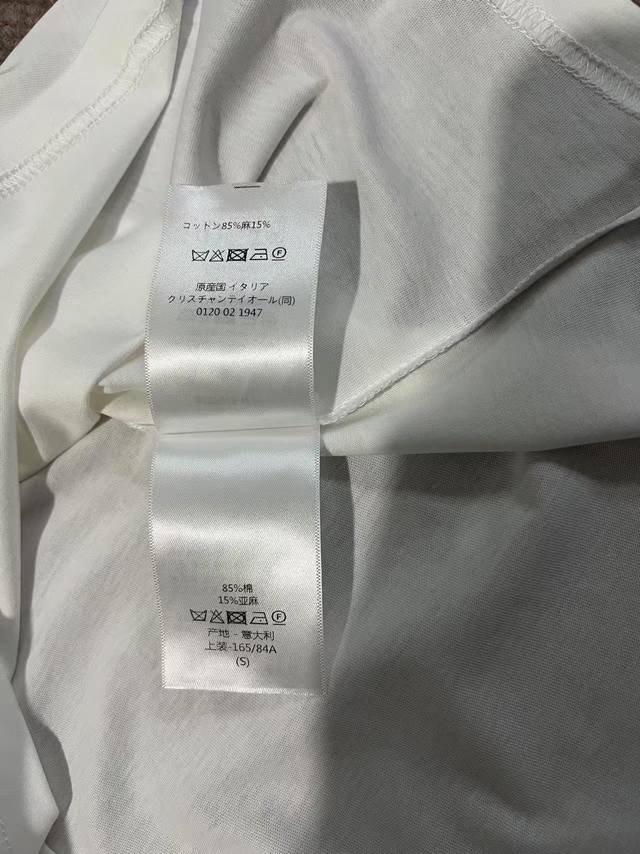 コットン85%麻15%
原産国 イタリア
クリスチャンディオール(同)
0120 02 1947
85%棉
15%亚麻
产地 - 意大利
上装-165/84A
(S)